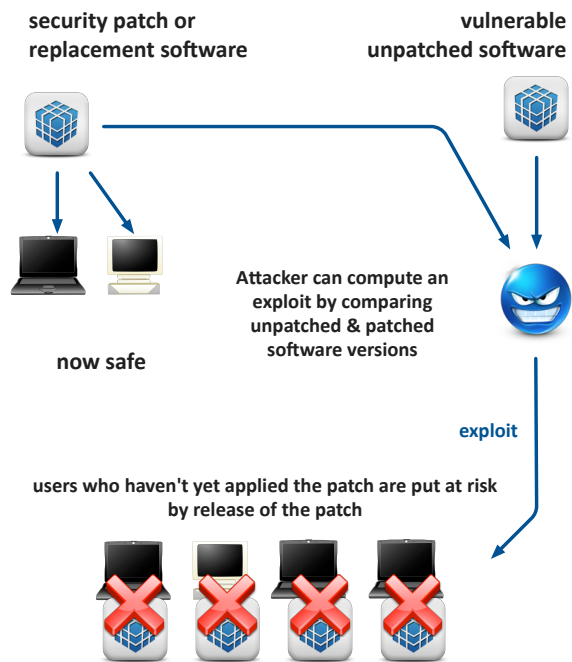 security patch or
replacement software
vulnerable
unpatched software
Attacker can compute an
exploit by comparing
unpatched & patched
software versions
now safe
exploit
users who haven't yet applied the patch are put at risk
by release of the patch